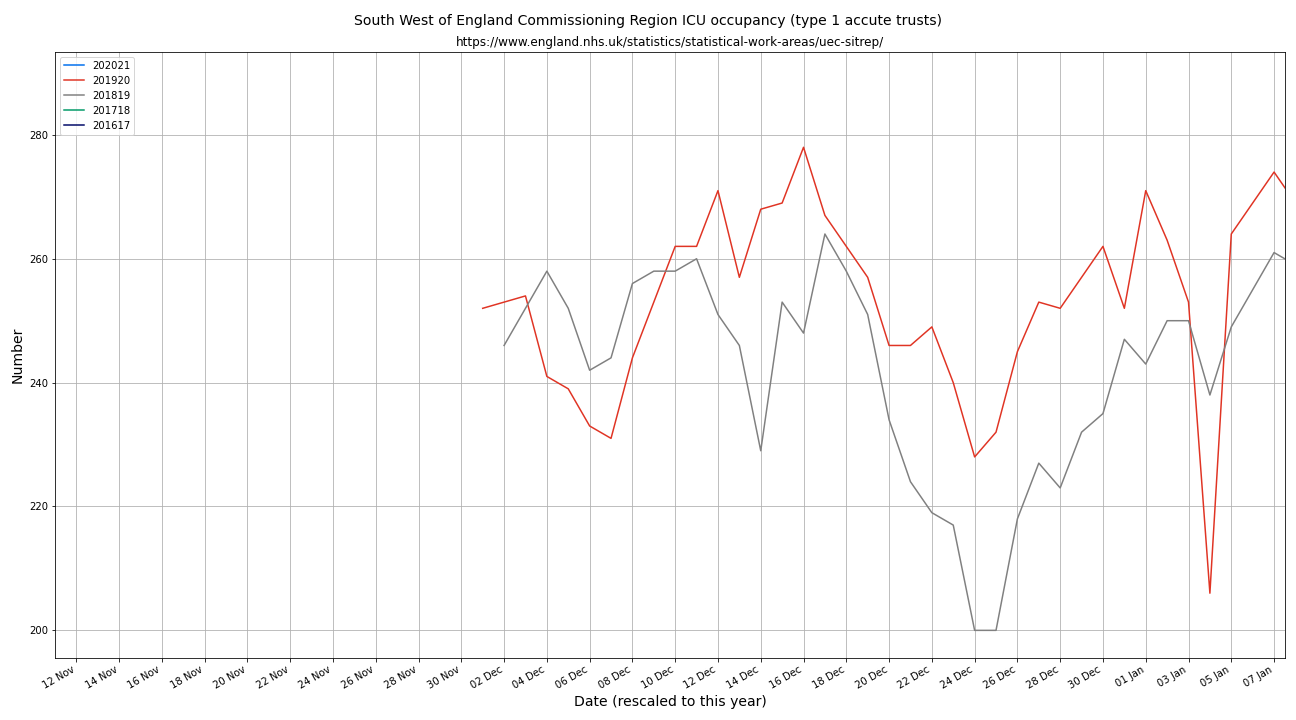 South West of England Commissioning Region ICU occupancy (type 1 accute trusts)
https://www.england.nhs.uk/statistics/statistical-work-areas/uec-sitrep/
202021
201920
201819
201718
201617
280
260
240
220
200
Number
12 Nov
14 Nov
16 Nov
18 Nov
20 Nov
22 Nov
24 Nov
26 Nov
28 Nov
30 Nov
02 Dec
04 Dec
06 Dec
08 Dec
10 Dec
12 Dec
14 Dec
16 Dec
18 Dec
20 Dec
22 Dec
24 Dec
26 Dec
28 Dec
30 Dec
01 Jan
03 Jan
05 Jan
07 Jan
Date (rescaled to this year)